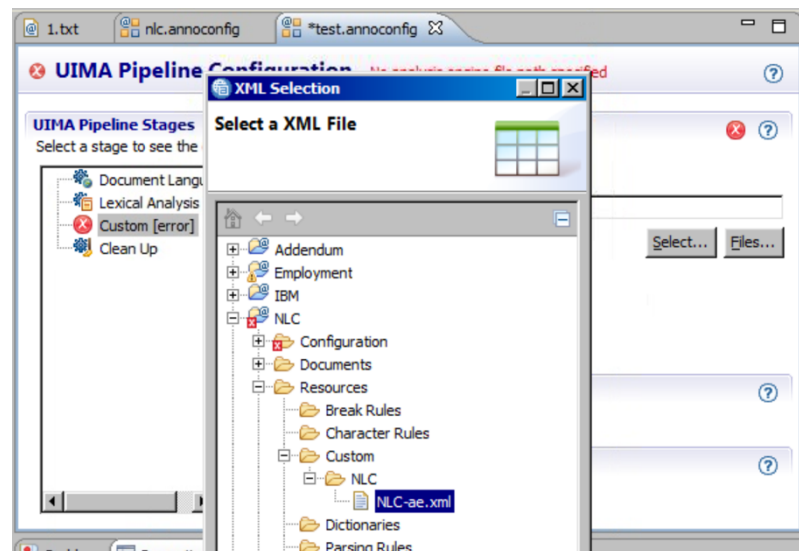 1.txt
nlc.annoconfig
*test.annoconfig
UIMA Pipeline Configuration
No analysis engine file path specified
XML Selection
Select a XML File
UIMA Pipeline Stages
Select a stage to see the
Document Langu
Lexical Analysis
Custom [error]
Clean Up
Select...
Files...
Addendum
Employment
IBM
NLC
Configuration
Documents
Resources
Break Rules
Character Rules
Custom
NLC
NLC-ae.xml
Dictionaries
Parsing Rules